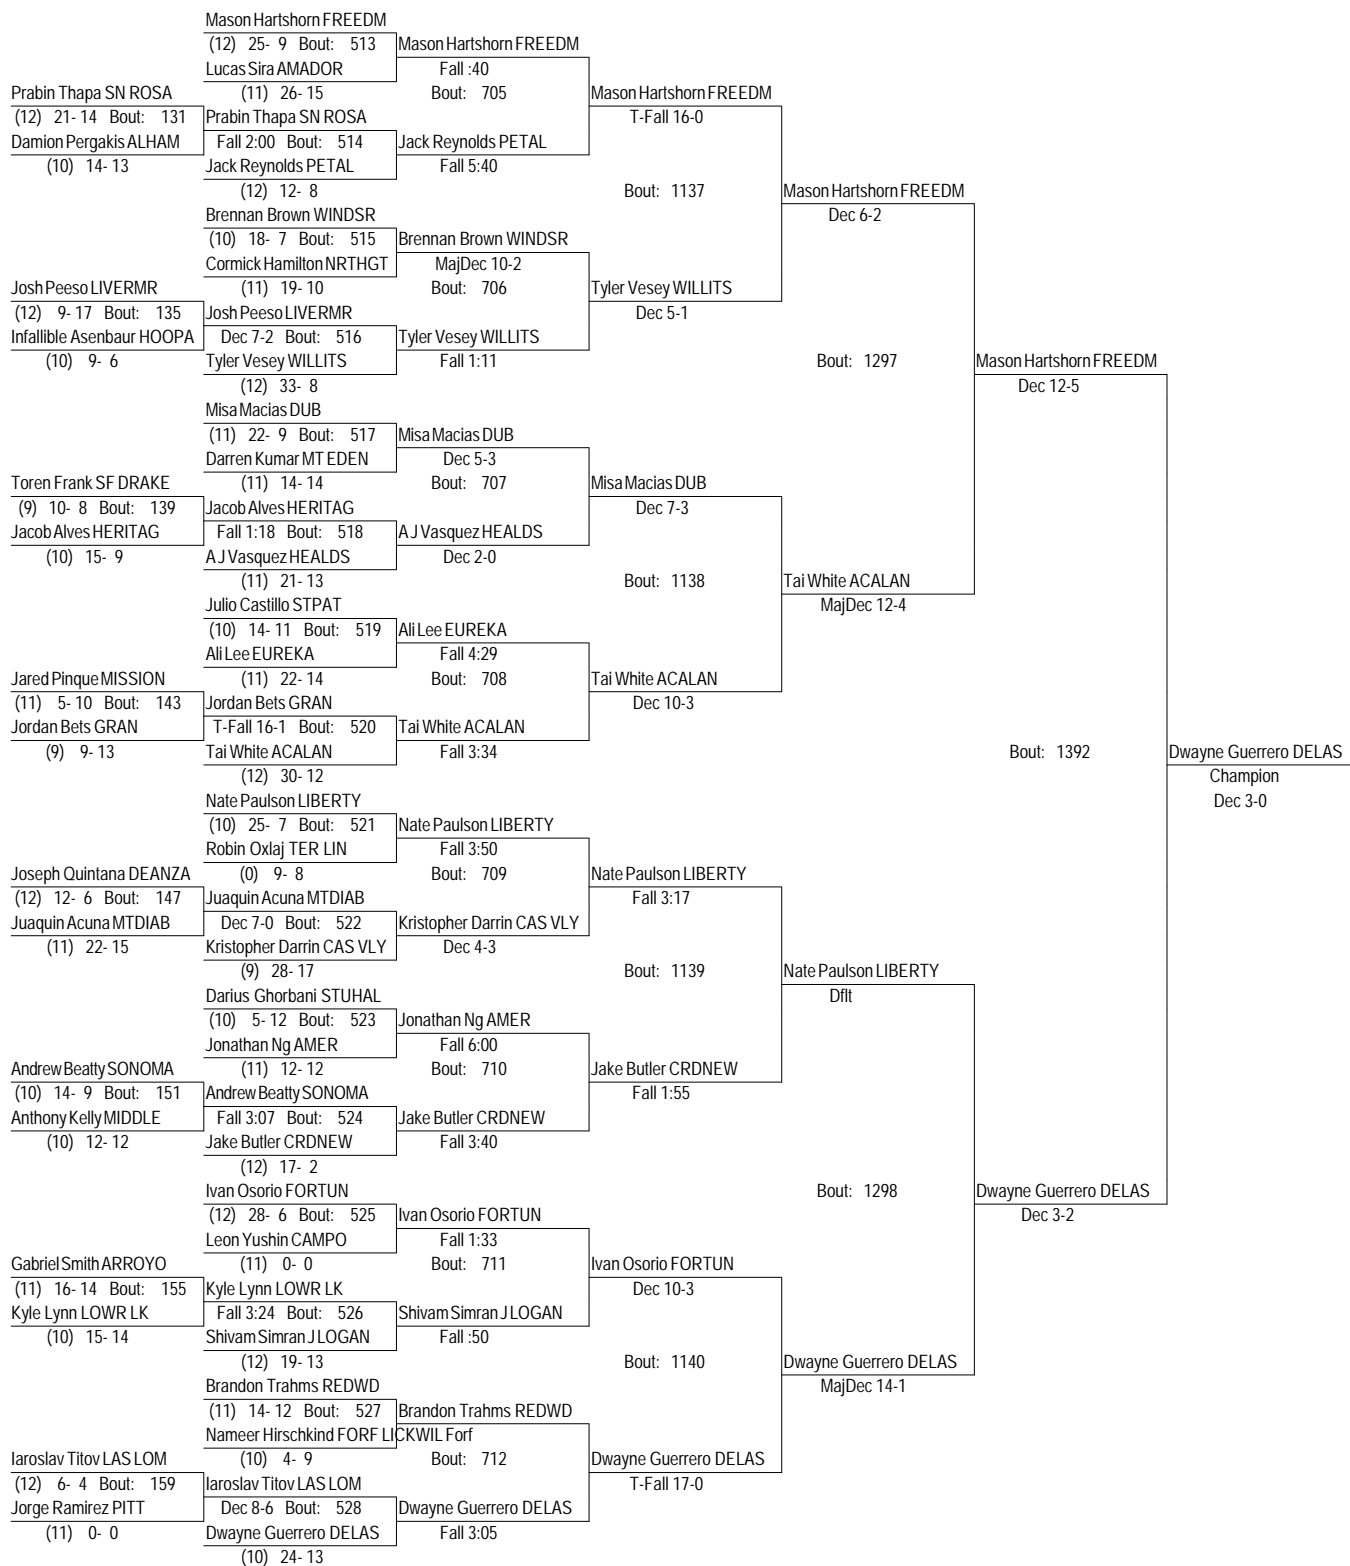 Mason Hartshorn FREEDM
(12) 25- 9 Bout: 513 Mason Hartshorn FREEDM
Lucas Sira AMADOR Fall :40
(11) 26- 15 Bout: 705
Prabin Thapa SN ROSA Mason Hartshorn FREEDM
(12) 21- 14 Bout: 131 Prabin Thapa SN ROSA T-Fall 16-0
Damion Pergakis ALHAM Fall 2:00 Bout: 514 Jack Reynolds PETAL
(10) 14- 13 Jack Reynolds PETAL Fall 5:40
(12) 12- 8 Bout: 1137 Mason Hartshorn FREEDM
Brennan Brown WINDSR Dec 6-2
(10) 18- 7 Bout: 515 Brennan Brown WINDSR
Cormick Hamilton NRTHGT MajDec 10-2
(11) 19- 10 Bout: 706
Josh Peeso LIVERMR Tyler Vesey WILLITS
(12) 9- 17 Bout: 135 Josh Peeso LIVERMR Dec 5-1
Infallible Asenbaur HOOPA Dec 7-2 Bout: 516 Tyler Vesey WILLITS
(10) 9- 6 Tyler Vesey WILLITS Fall 1:11 Bout: 1297 Mason Hartshorn FREEDM
(12) 33- 8 Dec 12-5
Misa Macias DUB
(11) 22- 9 Bout: 517 Misa Macias DUB
Darren Kumar MT EDEN Dec 5-3
(11) 14- 14 Bout: 707
Toren Frank SF DRAKE Misa Macias DUB
(9) 10- 8 Bout: 139 Jacob Alves HERITAG Dec 7-3
Jacob Alves HERITAG Fall 1:18 Bout: 518 A J Vasquez HEALDS
(10) 15- 9 A J Vasquez HEALDS Dec 2-0
(11) 21- 13 Bout: 1138 Tai White ACALAN
Julio Castillo STPAT MajDec 12-4
(10) 14- 11 Bout: 519 Ali Lee EUREKA
Ali Lee EUREKA Fall 4:29
(11) 22- 14 Bout: 708
Jared Pinque MISSION Tai White ACALAN
(11) 5- 10 Bout: 143 Jordan Bets GRAN Dec 10-3
Jordan Bets GRAN T-Fall 16-1 Bout: 520 Tai White ACALAN
(9) 9- 13 Tai White ACALAN Fall 3:34 Bout: 1392 Dwayne Guerrero DELAS
(12) 30- 12 Champion
Nate Paulson LIBERTY Dec 3-0
(10) 25- 7 Bout: 521 Nate Paulson LIBERTY
Robin Oxlaj TER LIN Fall 3:50
(0) 9- 8 Bout: 709
Joseph Quintana DEANZA Nate Paulson LIBERTY
(12) 12- 6 Bout: 147 Juaquin Acuna MTDIAB Fall 3:17
Juaquin Acuna MTDIAB Dec 7-0 Bout: 522 Kristopher Darrin CAS VLY
(11) 22- 15 Kristopher Darrin CAS VLY Dec 4-3
(9) 28- 17 Bout: 1139 Nate Paulson LIBERTY
Darius Ghorbani STUHAL Dflt
(10) 5- 12 Bout: 523 Jonathan Ng AMER
Jonathan Ng AMER Fall 6:00
(11) 12- 12 Bout: 710
Andrew Beatty SONOMA Jake Butler CRDNEW
(10) 14- 9 Bout: 151 Andrew Beatty SONOMA Fall 1:55
Anthony Kelly MIDDLE Fall 3:07 Bout: 524 Jake Butler CRDNEW
(10) 12- 12 Jake Butler CRDNEW Fall 3:40
(12) 17- 2
Ivan Osorio FORTUN Bout: 1298 Dwayne Guerrero DELAS
(12) 28- 6 Bout: 525 Ivan Osorio FORTUN Dec 3-2
Leon Yushin CAMPO Fall 1:33
(11) 0- 0 Bout: 711
Gabriel Smith ARROYO Ivan Osorio FORTUN
(11) 16- 14 Bout: 155 Kyle Lynn LOWR LK Dec 10-3
Kyle Lynn LOWR LK Fall 3:24 Bout: 526 Shivam Simran J LOGAN
(10) 15- 14 Shivam Simran J LOGAN Fall :50
(12) 19- 13 Bout: 1140 Dwayne Guerrero DELAS
Brandon Trahms REDWD MajDec 14-1
(11) 14- 12 Bout: 527 Brandon Trahms REDWD
Nameer Hirschkind FORF LICKWIL Forf
(10) 4- 9 Bout: 712
Iaroslav Titov LAS LOM Dwayne Guerrero DELAS
(12) 6- 4 Bout: 159 Iaroslav Titov LAS LOM T-Fall 17-0
Jorge Ramirez PITT Dec 8-6 Bout: 528 Dwayne Guerrero DELAS
(11) 0- 0 Dwayne Guerrero DELAS Fall 3:05
(10) 24- 13